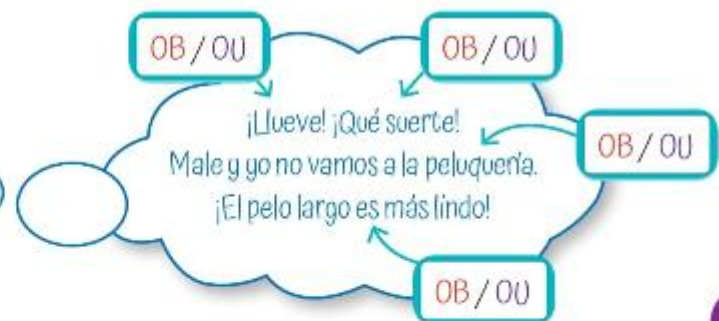 OB / OU
OB / OU
¡Llueve! ¡Qué suerte!
OB / OU
Male y yo no vamos a la peluquería.
¡El pelo largo es más lindo!
OB / OU